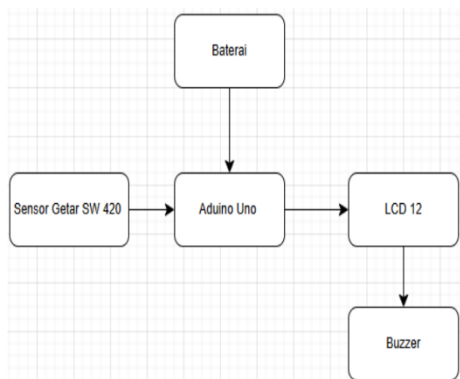 Baterai
Sensor Getar SW 420
Aduino Uno
LCD 12
Buzzer